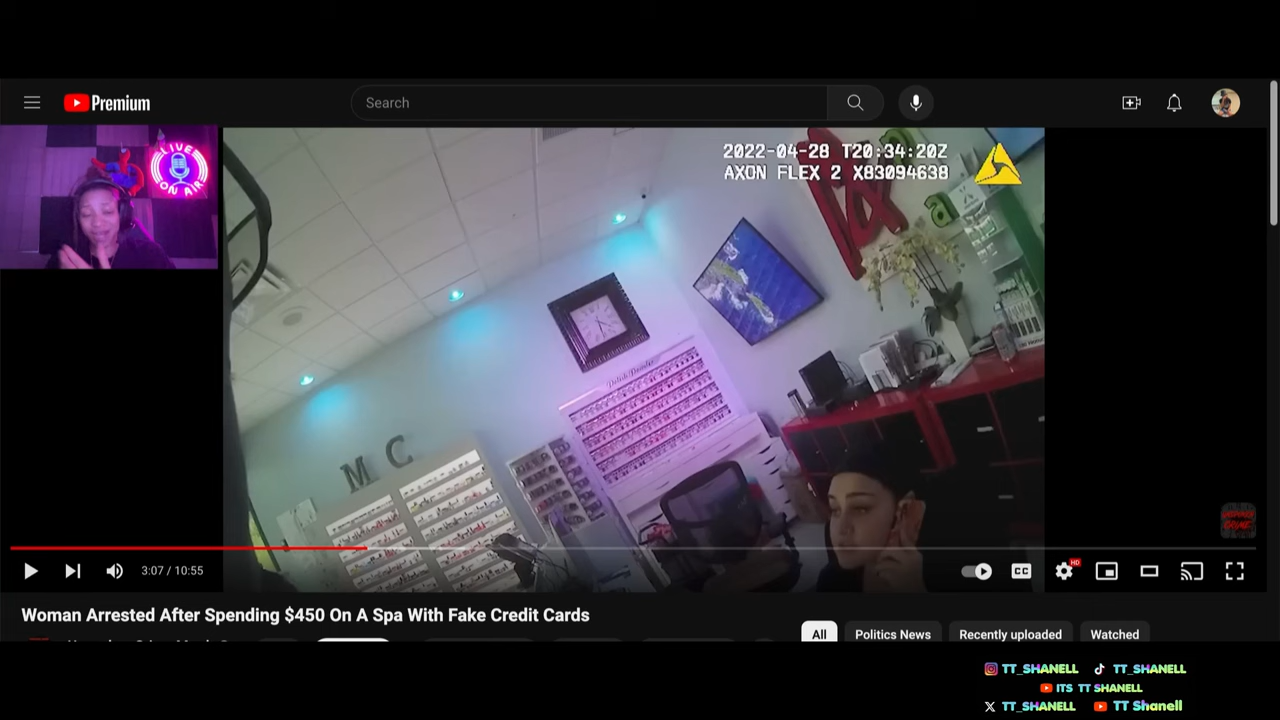 Premium
Search
LIVE
ON AIR
2022-04-28 T20:34:20Z
AXON FLEX 2 X83094638
a
M C
3:07 / 10:55
CC
HD
Woman Arrested After Spending $450 On A Spa With Fake Credit Cards
All
Politics News
Recently uploaded
Watched
TT_SHANELL
TT_SHANELL
ITS TT SHANELL
TT_SHANELL
TT Shanell